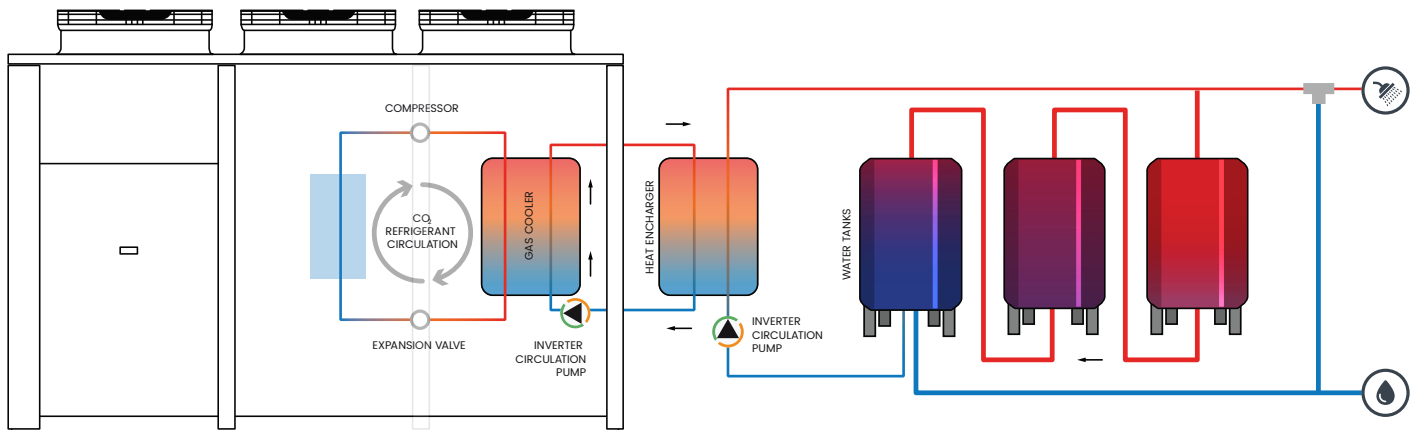 COMPRESSOR
CO2
REFRIGERANT
CIRCULATION
EXPANSION VALVE
GAS COOLER
INVERTER
CIRCULATION
PUMP
HEAT ENCHARGER
INVERTER
CIRCULATION
PUMP
WATER TANKS